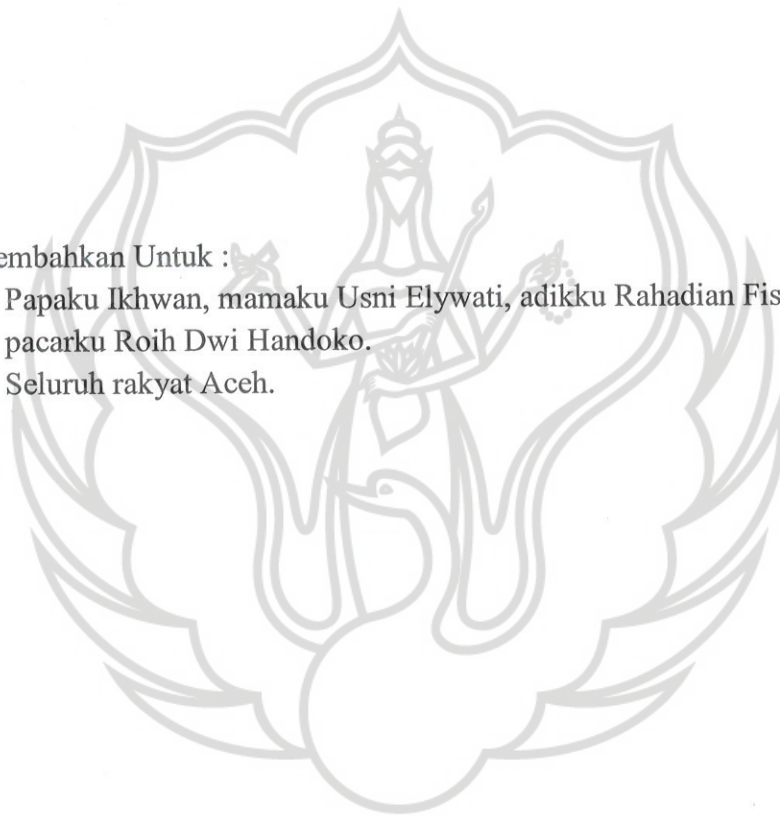 embahkan Untuk :
Papaku Ikhwan, mamaku Usni Elywati, adikku Rahadian Fis
pacarku Roih Dwi Handoko.
Seluruh rakyat Aceh.